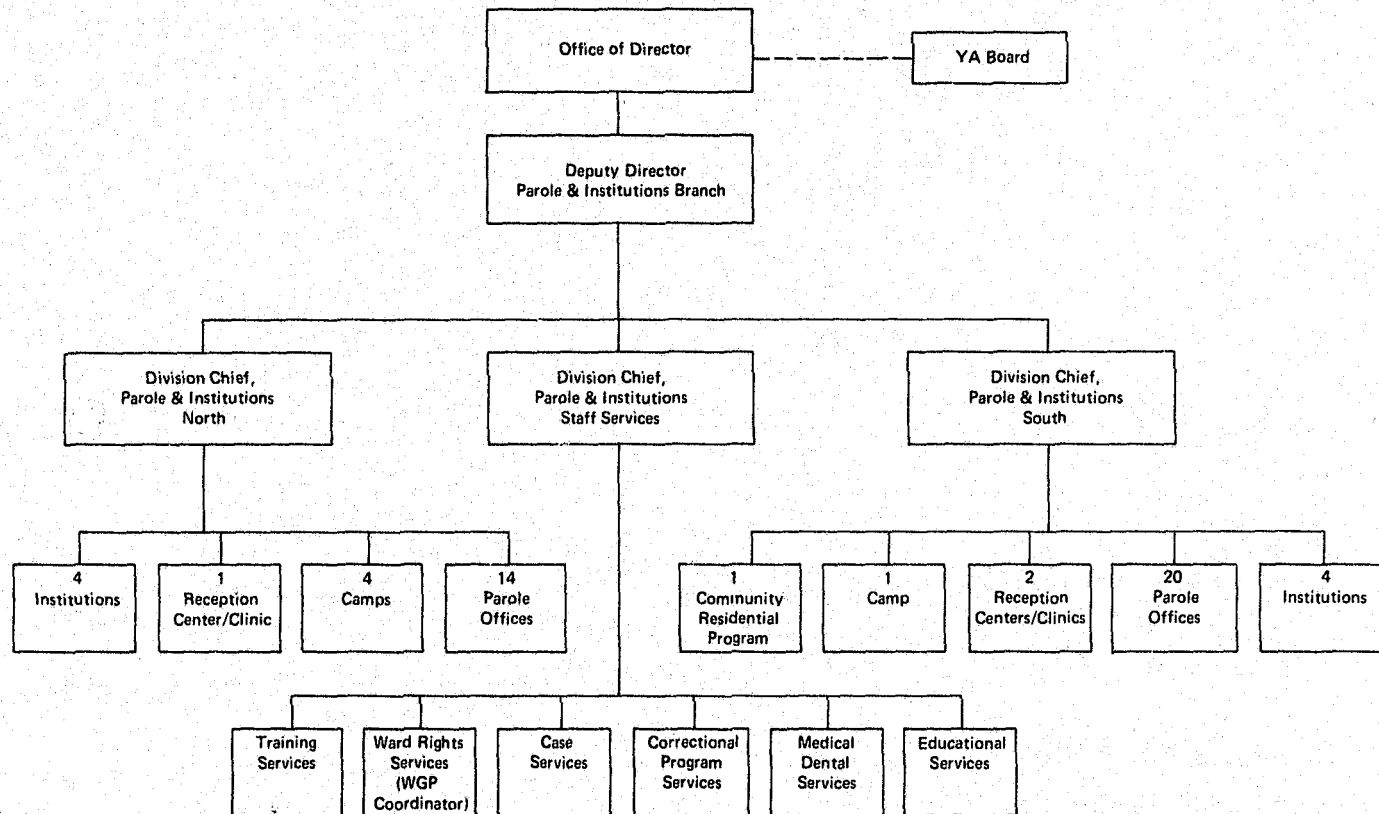 Office of Director
YA Board
Deputy Director
Parole & Institutions Branch
Division Chief,
Parole & Institutions
North
Division Chief,
Parole & Institutions
Staff Services
Division Chief,
Parole & Institutions
South
4
Institutions
1
Reception
Center/Clinic
4
Camps
14
Parole
Offices
1
Community
Residential
Program
1
Camp
2
Reception
Centers/Clinics
20
Parole
Offices
4
Institutions
Training
Services
Ward Rights
Services
(WGP
Coordinator)
Case
Services
Correctional
Program
Services
Medical
Dental
Services
Educational
Services